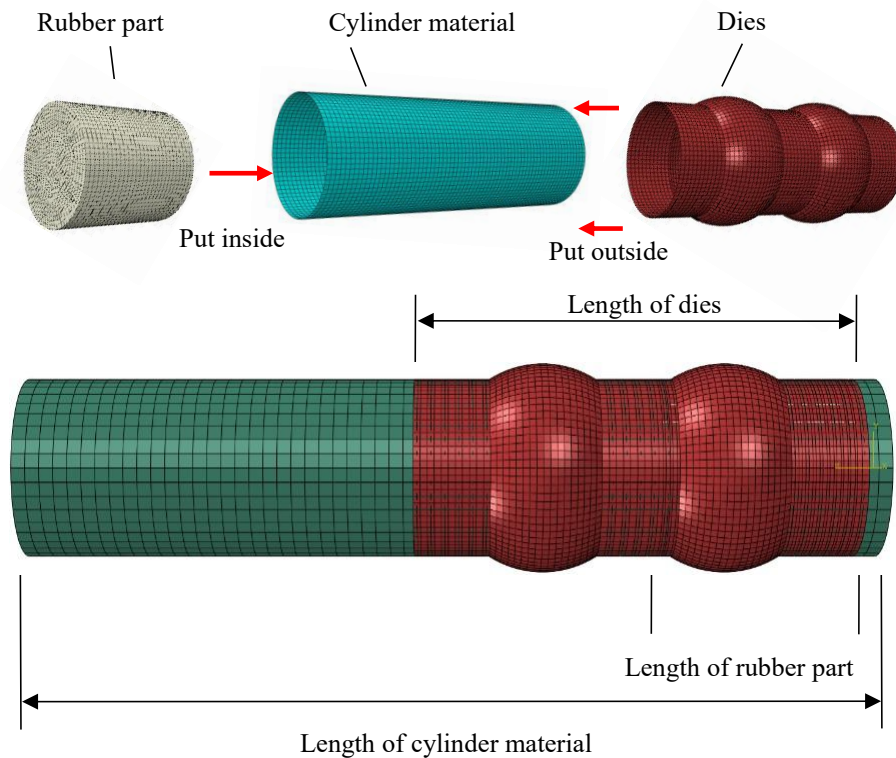 Rubber part
Cylinder material
Dies
Put inside
Put outside
Length of dies
Length of rubber part
Length of cylinder material